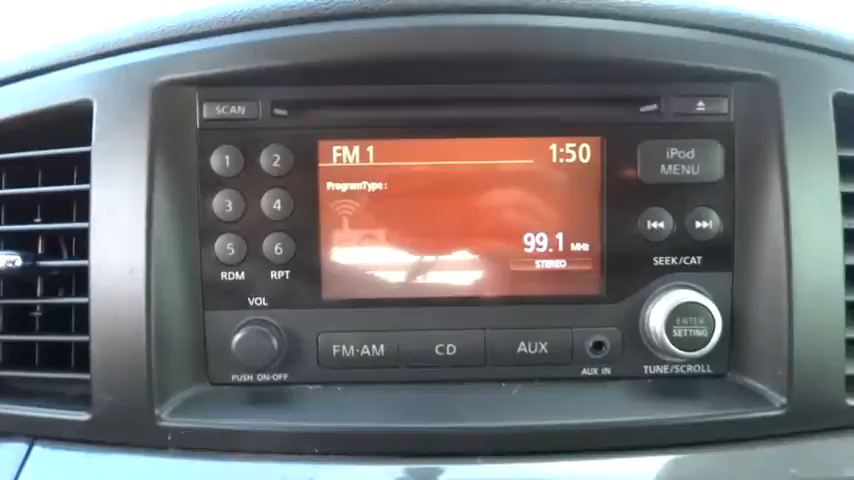 SCAN
1 2
3 4
5 6
RDM RPT
VOL
PUSH ON·OFF
FM 1 1:50
ProgramType:
99.1 MHz
STEREO
iPod
MENU
SEEK/CAT
FM·AM CD AUX
AUX IN
ENTER
SETTING
TUNE/SCROLL